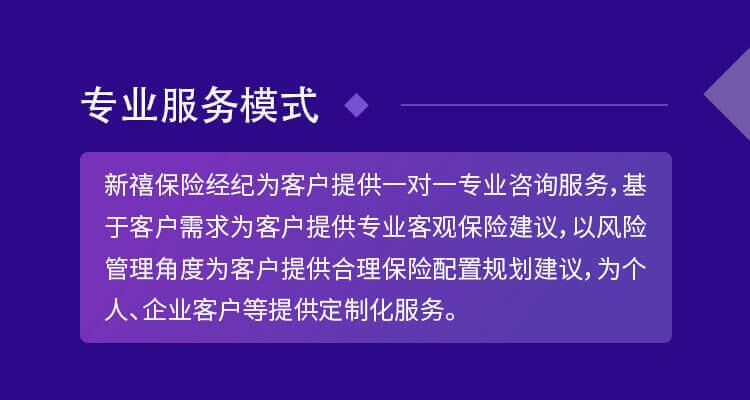 专业服务模式
新禧保险经纪为客户提供一对一专业咨询服务，基
于客户需求为客户提供专业客观保险建议，以风险
管理角度为客户提供合理保险配置规划建议，为个
人、企业客户等提供定制化服务。